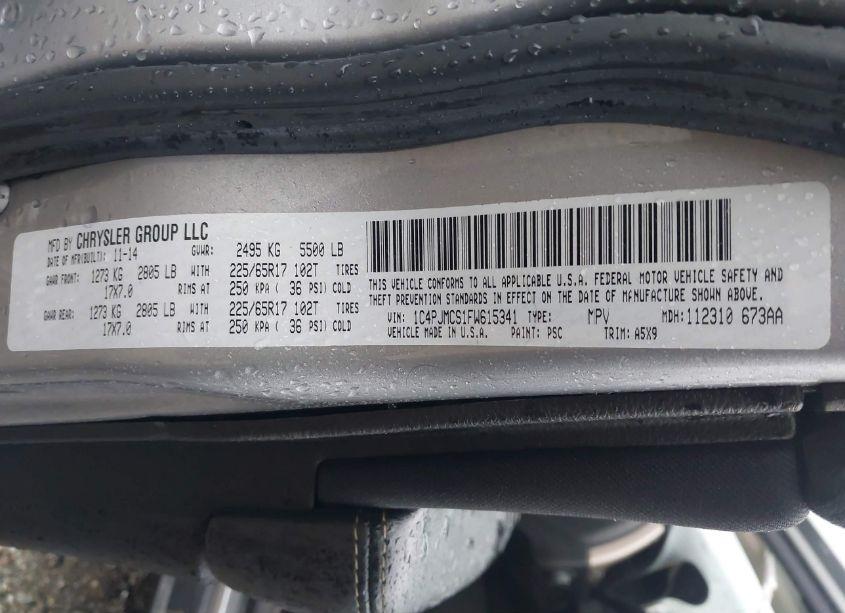 MFD BY CHRYSLER GROUP LLC
DATE OF MFR(BUILT): 11-14 GVWR: 2495 KG 5500 LB
GAWR FRONT: 1273 KG 2805 LB WITH 225/65R17 102T TIRES
17X7.0 RIMS AT 250 KPA ( 36 PSI) COLD
GAWR REAR: 1273 KG 2805 LB WITH 225/65R17 102T TIRES
17X7.0 RIMS AT 250 KPA ( 36 PSI) COLD
THIS VEHICLE CONFORMS TO ALL APPLICABLE U.S.A. FEDERAL MOTOR VEHICLE SAFETY AND
THEFT PREVENTION STANDARDS IN EFFECT ON THE DATE OF MANUFACTURE SHOWN ABOVE.
VIN: 1C4PJMCS1FW615341 TYPE: MPV MDH: 112310 673AA
VEHICLE MADE IN U.S.A. PAINT: PSC TRIM: A5X9